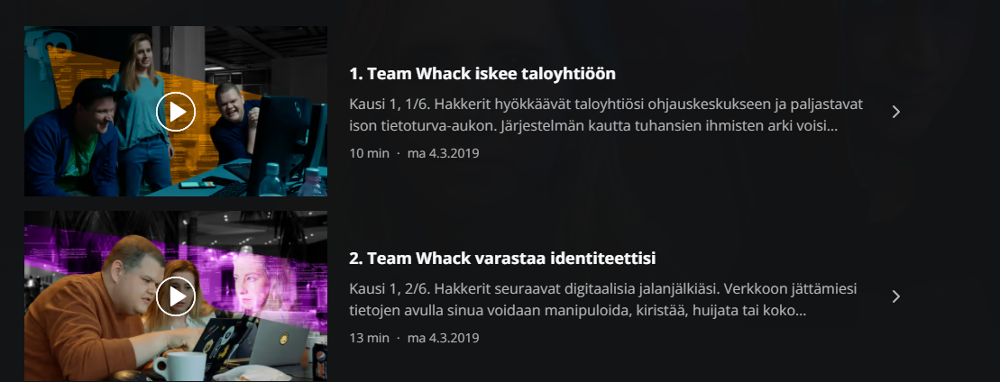 1. Team Whack iskee taloyhtiöön
Kausi 1, 1/6. Hakkerit hyökkäävät taloyhtiösi ohjauskeskukseen ja paljastavat
ison tietoturva-aukon. Järjestelmän kautta tuhansien ihmisten arki voisi...
10 min · ma 4.3.2019
2. Team Whack varastaa identiteettisi
Kausi 1, 2/6. Hakkerit seuraavat digitaalisia jalanjälkiäsi. Verkkoon jättämiesi
tietojen avulla sinua voidaan manipuloida, kiristää, huijata tai koko...
13 min · ma 4.3.2019